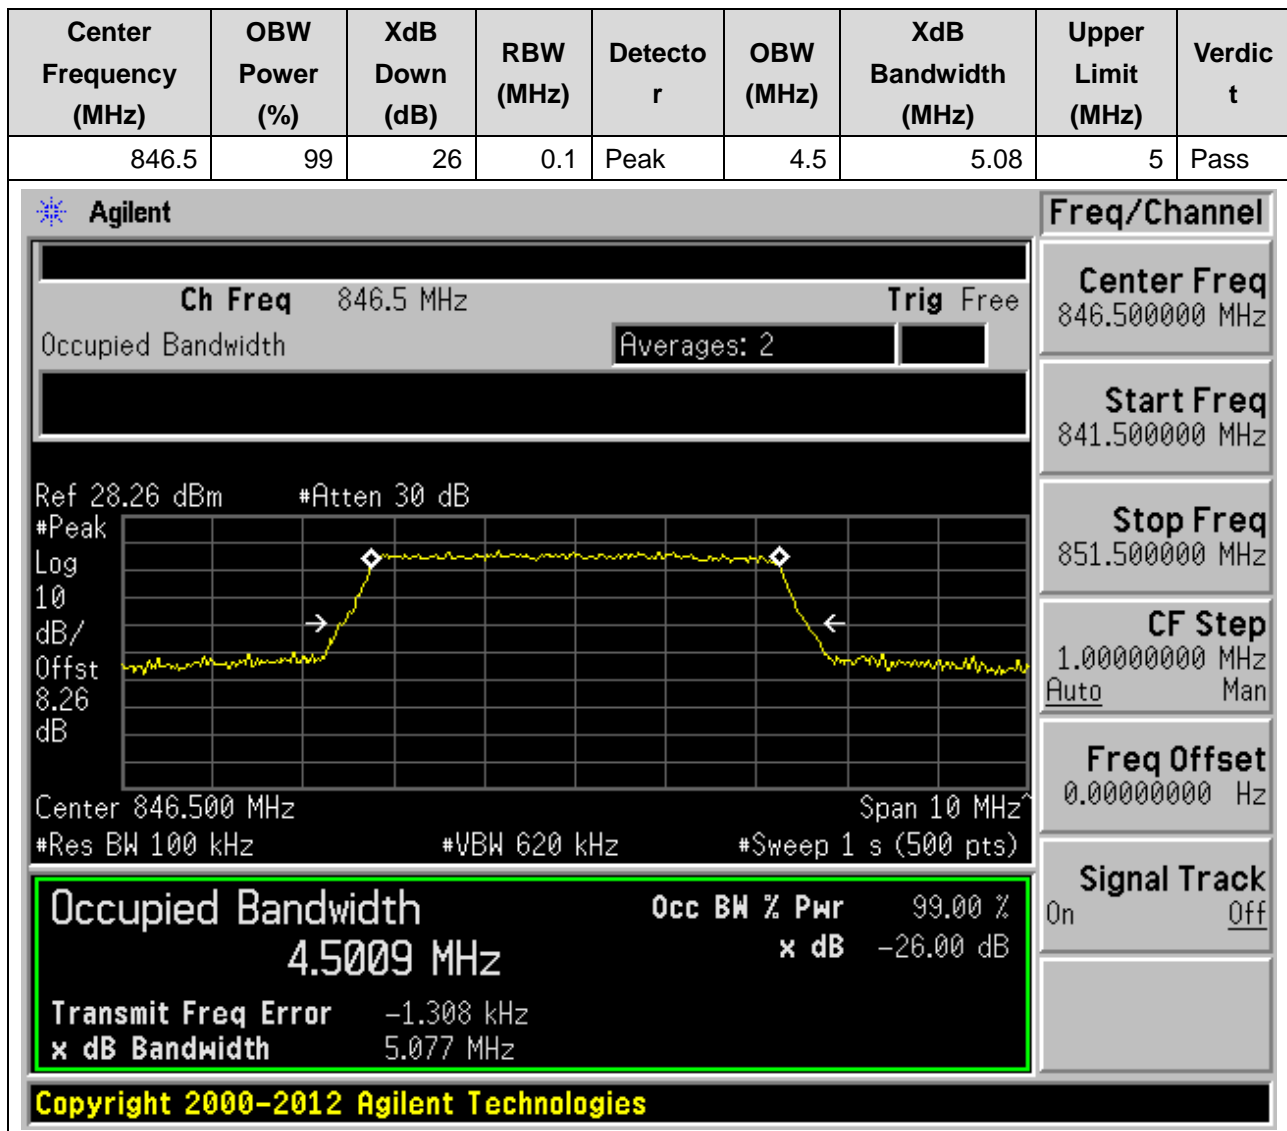 Center Frequency (MHz) OBW Power (%) XdB Down (dB) RBW (MHz) Detector OBW (MHz) XdB Bandwidth (MHz) Upper Limit (MHz) Verdict
846.5 99 26 0.1 Peak 4.5 5.08 5 Pass
Agilent
Freq/Channel
Ch Freq 846.5 MHz Trig Free
Occupied Bandwidth Averages: 2
Center Freq
846.500000 MHz
Start Freq
841.500000 MHz
Stop Freq
851.500000 MHz
CF Step
1.00000000 MHz
Auto Man
Freq Offset
0.00000000 Hz
Signal Track
On Off
Ref 28.26 dBm #Atten 30 dB
#Peak
Log
10
dB/
Offst
8.26
dB
Center 846.500 MHz Span 10 MHz^
#Res BW 100 kHz #VBW 620 kHz #Sweep 1 s (500 pts)
Occupied Bandwidth Occ BW % Pwr 99.00 %
4.5009 MHz x dB -26.00 dB
Transmit Freq Error -1.308 kHz
x dB Bandwidth 5.077 MHz
Copyright 2000-2012 Agilent Technologies